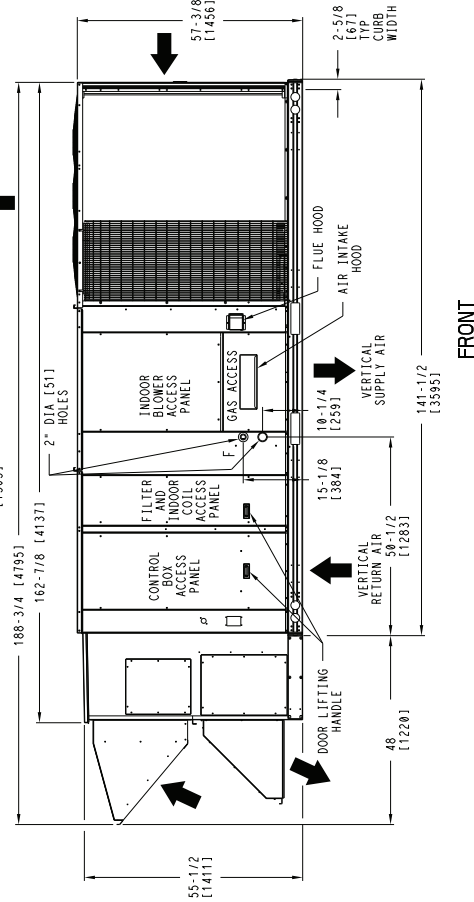 188-3/4 [4795]
162-7/8 [4137]
57-3/8
[1456]
2-5/8
[67]
TYP
CURB
WIDTH
2" DIA [51]
HOLES
CONTROL
BOX
ACCESS
PANEL
FILTER
AND
INDOOR
COIL
ACCESS
PANEL
INDOOR
BLOWER
ACCESS
PANEL
GAS ACCESS
F
FLUE HOOD
AIR INTAKE
HOOD
DOOR LIFTING
HANDLE
15-1/8
[384]
10-1/4
[259]
VERTICAL
RETURN AIR
VERTICAL
SUPPLY AIR
55-1/2
[1411]
48
[1220]
50-1/2
[1283]
141-1/2
[3595]
FRONT